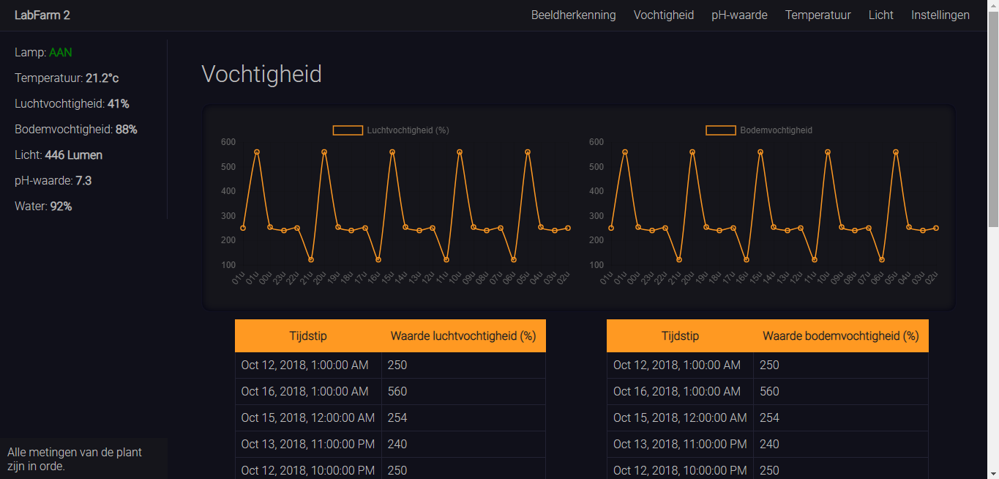 LabFarm 2
Beeldherkenning Vochtigheid pH-waarde Temperatuur Licht Instellingen
Lamp: AAN
Temperatuur: 21.2°c
Luchtvochtigheid: 41%
Bodemvochtigheid: 88%
Licht: 446 Lumen
pH-waarde: 7.3
Water: 92%
Alle metingen van de plant
zijn in orde.
Vochtigheid
Luchtvochtigheid (%)
600
500
400
300
200
100
01u 01u 00u 23u 22u 21u 20u 19u 18u 17u 16u 15u 14u 13u 12u 11u 10u 09u 08u 07u 06u 05u 04u 03u 02u
Bodemvochtigheid
600
500
400
300
200
100
01u 01u 00u 23u 22u 21u 20u 19u 18u 17u 16u 15u 14u 13u 12u 11u 10u 09u 08u 07u 06u 05u 04u 03u 02u
Tijdstip Waarde luchtvochtigheid (%)
Oct 12, 2018, 1:00:00 AM 250
Oct 16, 2018, 1:00:00 AM 560
Oct 15, 2018, 12:00:00 AM 254
Oct 13, 2018, 11:00:00 PM 240
Oct 12, 2018, 10:00:00 PM 250
Tijdstip Waarde bodemvochtigheid (%)
Oct 12, 2018, 1:00:00 AM 250
Oct 16, 2018, 1:00:00 AM 560
Oct 15, 2018, 12:00:00 AM 254
Oct 13, 2018, 11:00:00 PM 240
Oct 12, 2018, 10:00:00 PM 250